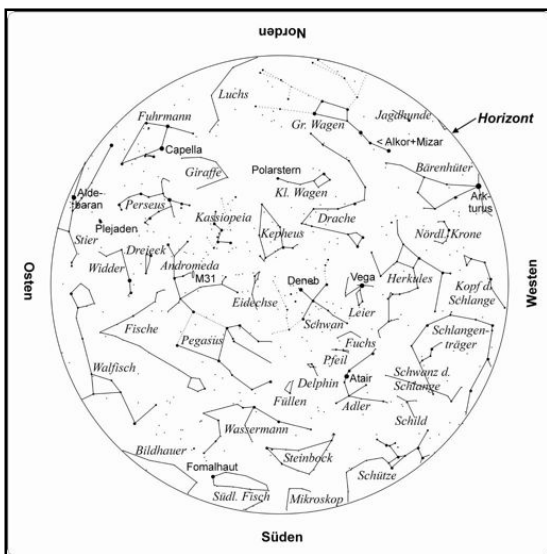 Norden
Luchs
Fuhrmann
Gr. Wagen
Jagdhunde
Horizont
< Alkor+Mizar
Capella
Giraffe
Polarstern
Bärenhüter
Kl. Wagen
Alde-
baran
Perseus
Kassiopeia
Drache
Ark-
turus
Plejaden
Kepheus
Nördl. Krone
Stier
Dreieck
Widder
Andromeda
M31
Deneb
Vega
Herkules
Kopf d.
Schlange
Osten
Westen
Eidechse
Schwan
Leier
Fische
Pegasus
Fuchs
Schlangen-
träger
Pfeil
Walfisch
Delphin
Atair
Schwanz d.
Schlange
Füllen
Adler
Schild
Wassermann
Bildhauer
Steinbock
Fomalhaut
Schütze
Südl. Fisch
Mikroskop
Süden